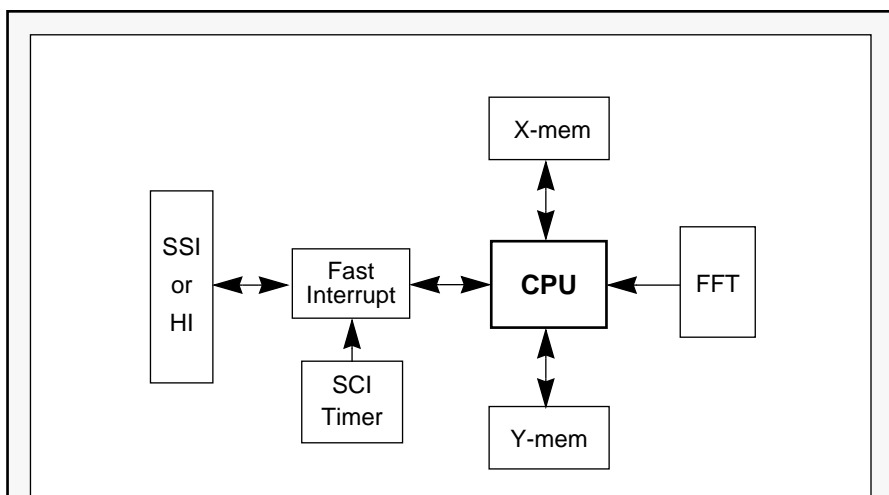 X-mem
SSI
or
HI
Fast
Interrupt
CPU
FFT
SCI
Timer
Y-mem